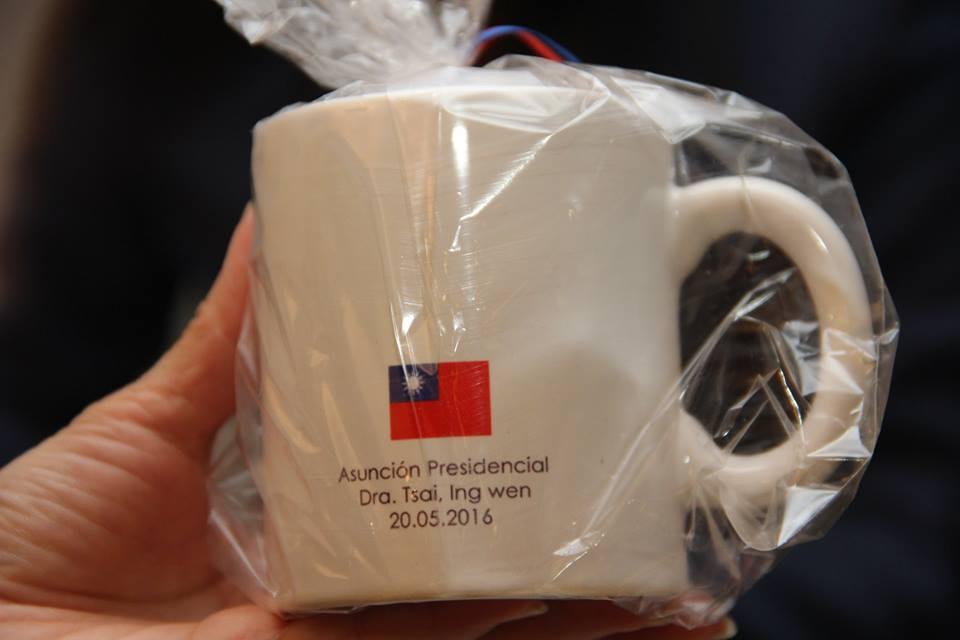 Asunción Presidencial
Dra. Tsai, Ing wen
20.05.2016